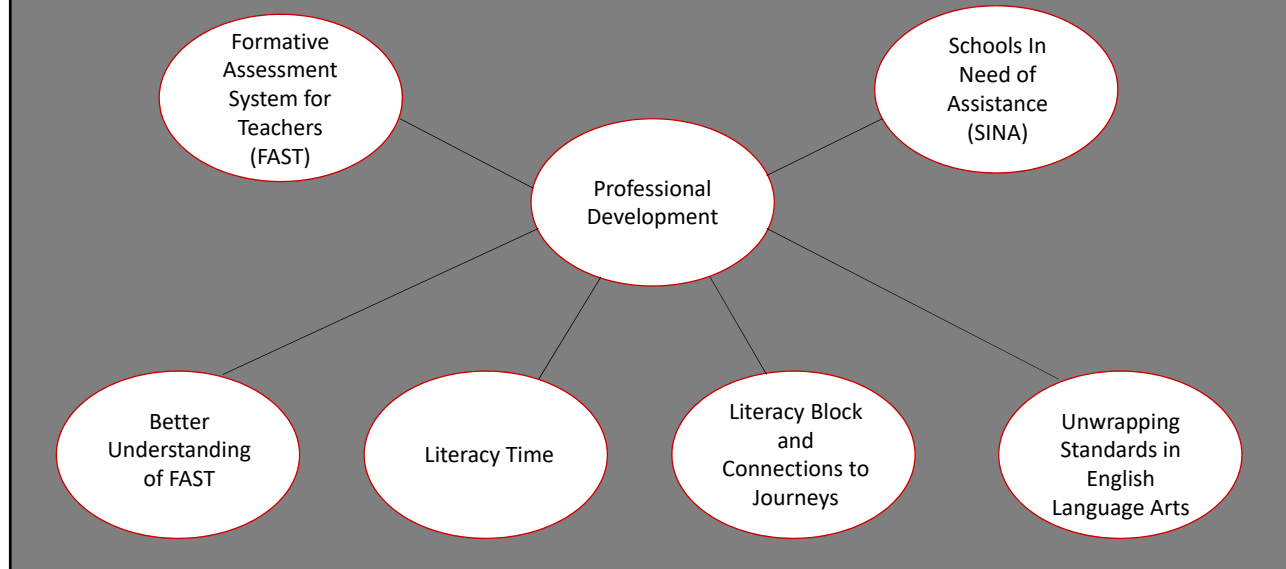 Formative
Assessment
System for
Teachers
(FAST)
Schools In
Need of
Assistance
(SINA)
Professional
Development
Better
Understanding
of FAST
Literacy Time
Literacy Block
and
Connections to
Journeys
Unwrapping
Standards in
English
Language Arts